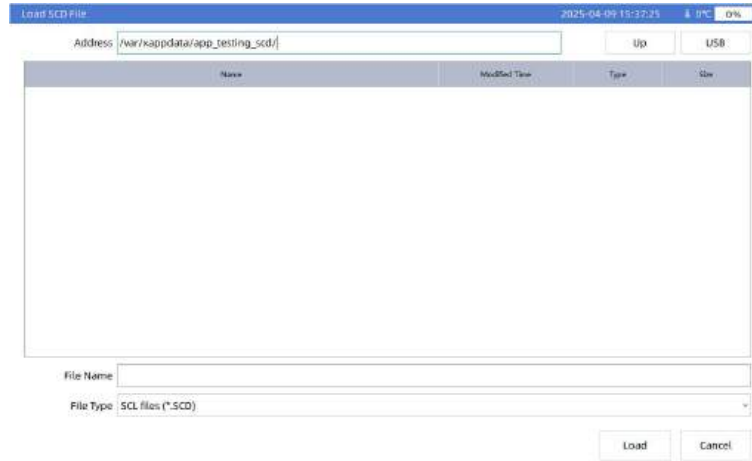 Load SCD File 2025-04-09 15:37:25 0℃ 0%
Address /var/xappdata/app_testing_scd/ Up USB
Name Modified Time Type Size
File Name
File Type SCL files (*.SCD)
Load Cancel